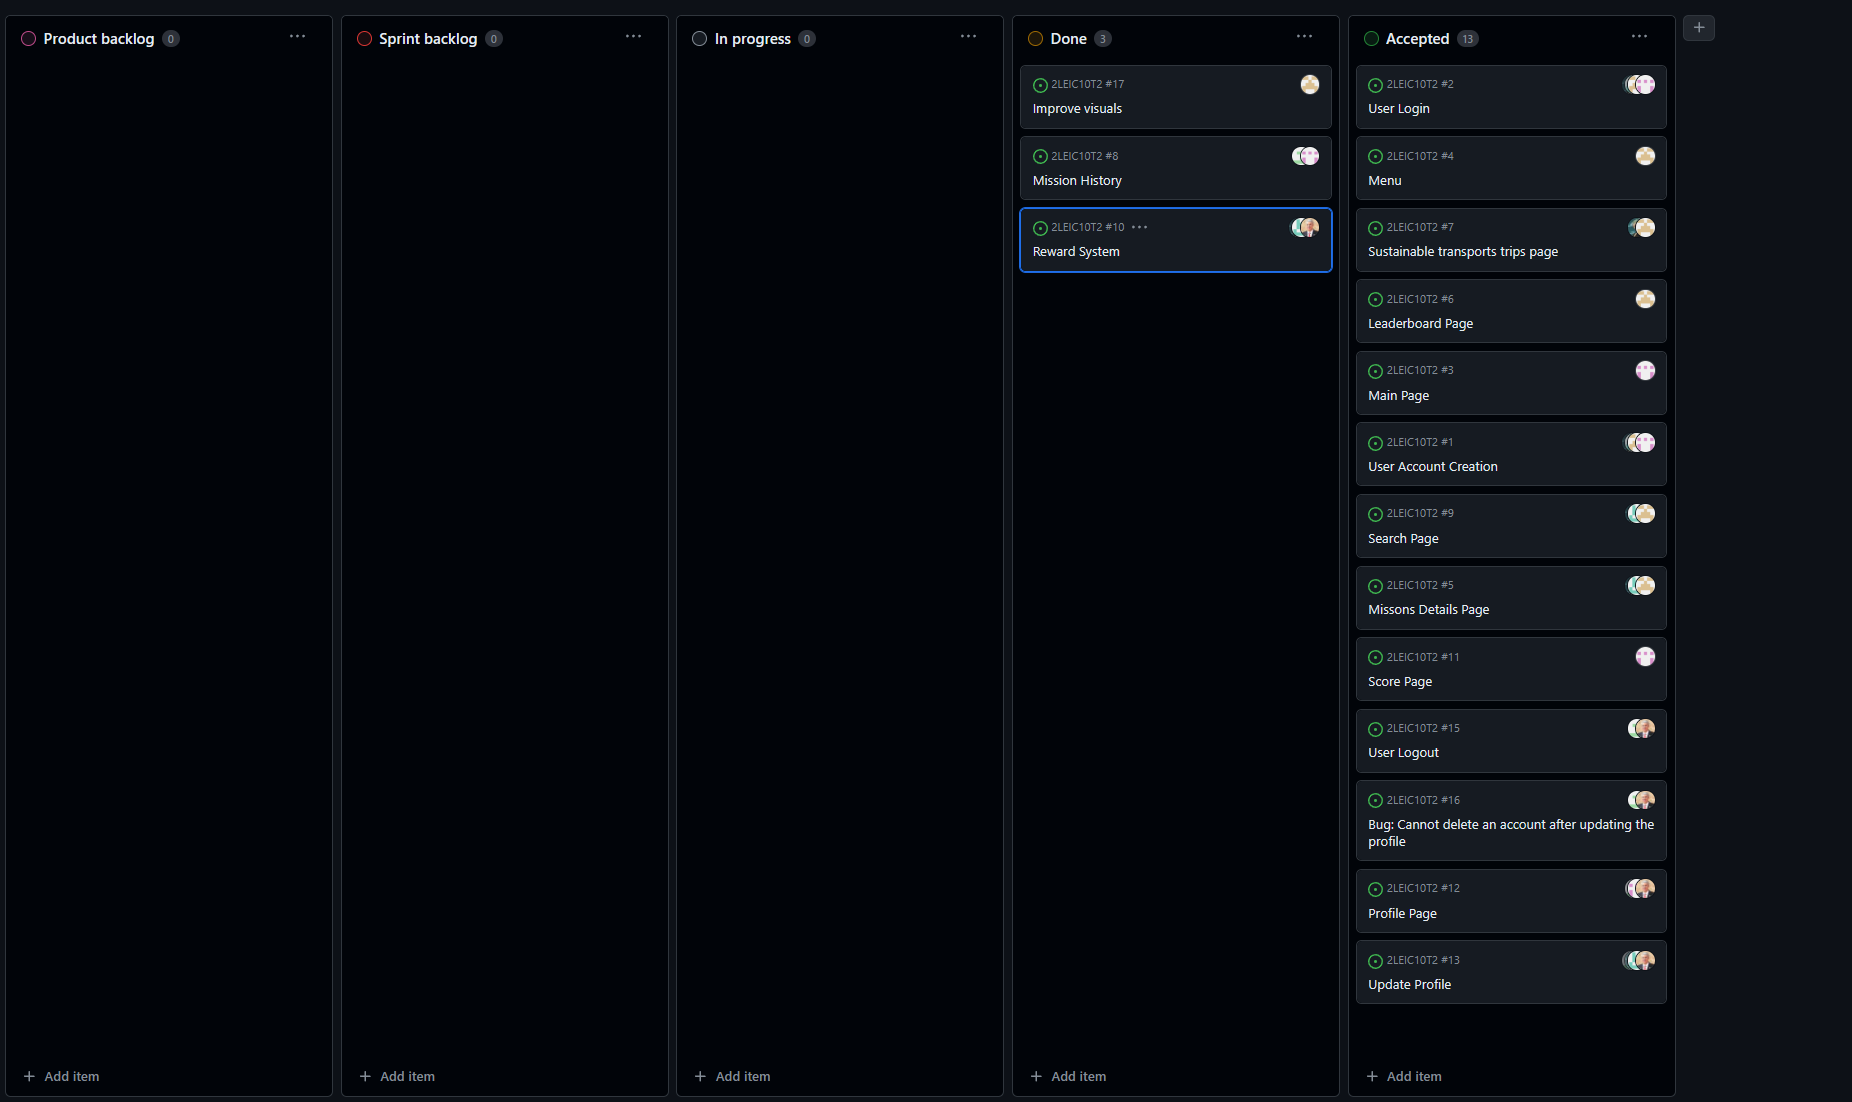 Product backlog 0
Add item
Sprint backlog 0
Add item
In progress 0
Add item
Done 3
2LEIC10T2 #17
Improve visuals
2LEIC10T2 #8
Mission History
2LEIC10T2 #10
Reward System
Add item
Accepted 13
2LEIC10T2 #2
User Login
2LEIC10T2 #4
Menu
2LEIC10T2 #7
Sustainable transports trips page
2LEIC10T2 #6
Leaderboard Page
2LEIC10T2 #3
Main Page
2LEIC10T2 #1
User Account Creation
2LEIC10T2 #9
Search Page
2LEIC10T2 #5
Missons Details Page
2LEIC10T2 #11
Score Page
2LEIC10T2 #15
User Logout
2LEIC10T2 #16
Bug: Cannot delete an account after updating the
profile
2LEIC10T2 #12
Profile Page
2LEIC10T2 #13
Update Profile
Add item